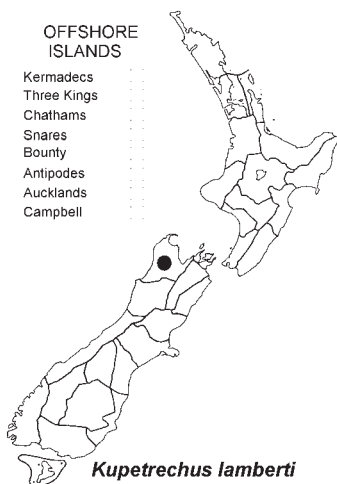 OFFSHORE
ISLANDS
Kermadecs
Three Kings
Chathams
Snares
Bounty
Antipodes
Aucklands
Campbell
Kupetrechus lamberti